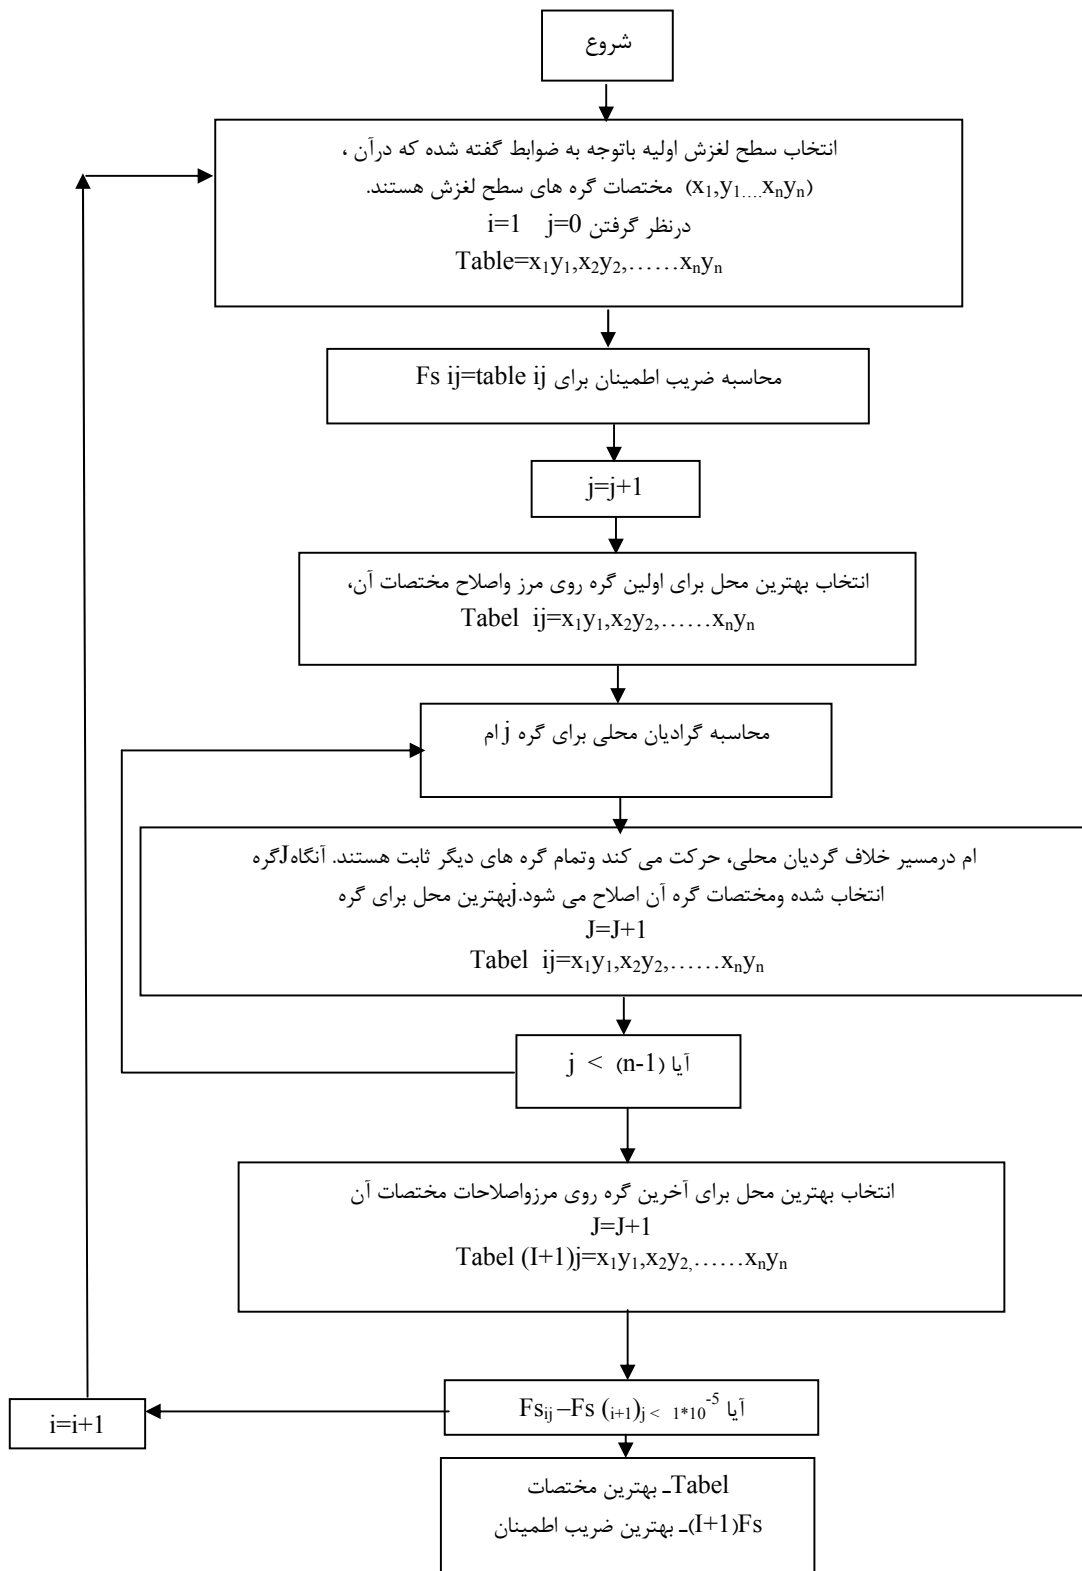 شروع
انتخاب سطح لغزش اولیه باتوجه به ضوابط گفته شده که درآن ،
(x₁,y₁....xₙyₙ) مختصات گره های سطح لغزش هستند.
درنظر گرفتن i=1 j=0
Table=x₁y₁,x₂y₂,......xₙyₙ
محاسبه ضریب اطمینان برای Fs ij=table ij
j=j+1
انتخاب بهترین محل برای اولین گره روی مرز واصلاح مختصات آن،
Tabel ij=x₁y₁,x₂y₂,......xₙyₙ
محاسبه گرادیان محلی برای گره j ام
ام درمسیر خلاف گردیان محلی، حرکت می کند وتمام گره های دیگر ثابت هستند. آنگاهJگره
انتخاب شده ومختصات گره آن اصلاح می شود.jبهترین محل برای گره
J=J+1
Tabel ij=x₁y₁,x₂y₂,......xₙyₙ
آیا j < (n-1)
انتخاب بهترین محل برای آخرین گره روی مرزواصلاحات مختصات آن
J=J+1
Tabel (I+1)j=x₁y₁,x₂y₂,......xₙyₙ
i=i+1
آیا Fsᵢⱼ –Fs (ᵢ₊₁)ⱼ < 1*10⁻⁵
Tabelـ بهترین مختصات
Fs(I+1)ـ بهترین ضریب اطمینان